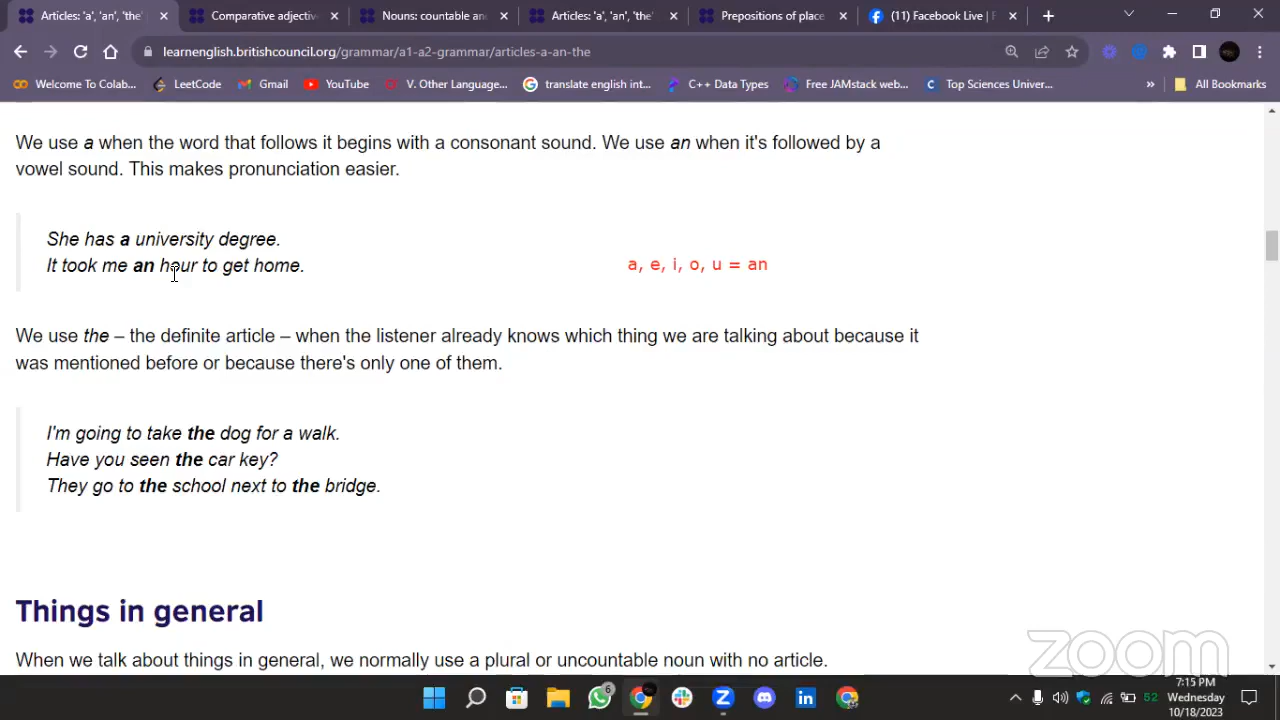 Articles: 'a', 'an', 'the'
Comparative adjectiv
Nouns: countable an
Articles: 'a', 'an', 'the'
Prepositions of place
(11) Facebook Live | F
learnenglish.britishcouncil.org/grammar/a1-a2-grammar/articles-a-an-the
Welcome To Colab...
LeetCode
Gmail
YouTube
V. Other Language...
translate english int...
C++ Data Types
Free JAMstack web...
Top Sciences Univer...
»
All Bookmarks
We use a when the word that follows it begins with a consonant sound. We use an when it's followed by a
vowel sound. This makes pronunciation easier.
She has a university degree.
It took me an hour to get home.
a, e, i, o, u = an
We use the – the definite article – when the listener already knows which thing we are talking about because it
was mentioned before or because there's only one of them.
I'm going to take the dog for a walk.
Have you seen the car key?
They go to the school next to the bridge.
Things in general
When we talk about things in general, we normally use a plural or uncountable noun with no article.
zoom
6
52
7:15 PM
Wednesday
10/18/2023